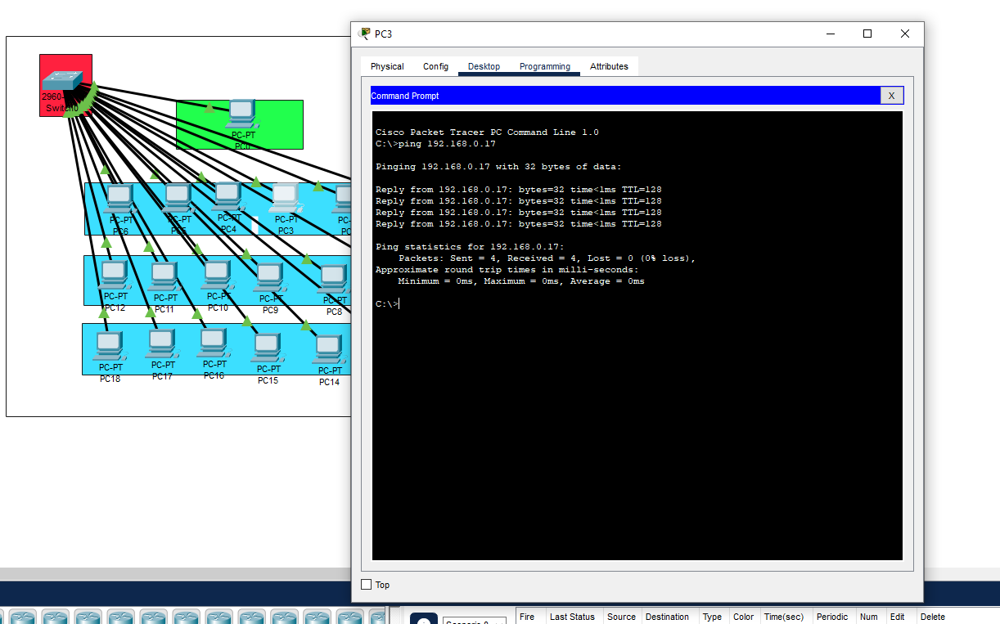 PC3
Physical Config Desktop Programming Attributes
Command Prompt X
Cisco Packet Tracer PC Command Line 1.0
C:\>ping 192.168.0.17
Pinging 192.168.0.17 with 32 bytes of data:
Reply from 192.168.0.17: bytes=32 time<1ms TTL=128
Reply from 192.168.0.17: bytes=32 time<1ms TTL=128
Reply from 192.168.0.17: bytes=32 time<1ms TTL=128
Reply from 192.168.0.17: bytes=32 time<1ms TTL=128
Ping statistics for 192.168.0.17:
Packets: Sent = 4, Received = 4, Lost = 0 (0% loss),
Approximate round trip times in milli-seconds:
Minimum = 0ms, Maximum = 0ms, Average = 0ms
C:\>
Top
2960-
Switch0
PC-PT
PC0
PC-PT PC-PT PC-PT PC-PT PC-
PC6 PC5 PC4 PC3 PC
PC-PT PC-PT PC-PT PC-PT PC-PT
PC12 PC11 PC10 PC9 PC8
PC-PT PC-PT PC-PT PC-PT PC-PT
PC18 PC17 PC16 PC15 PC14
Scenario 0
Fire Last Status Source Destination Type Color Time(sec) Periodic Num Edit Delete